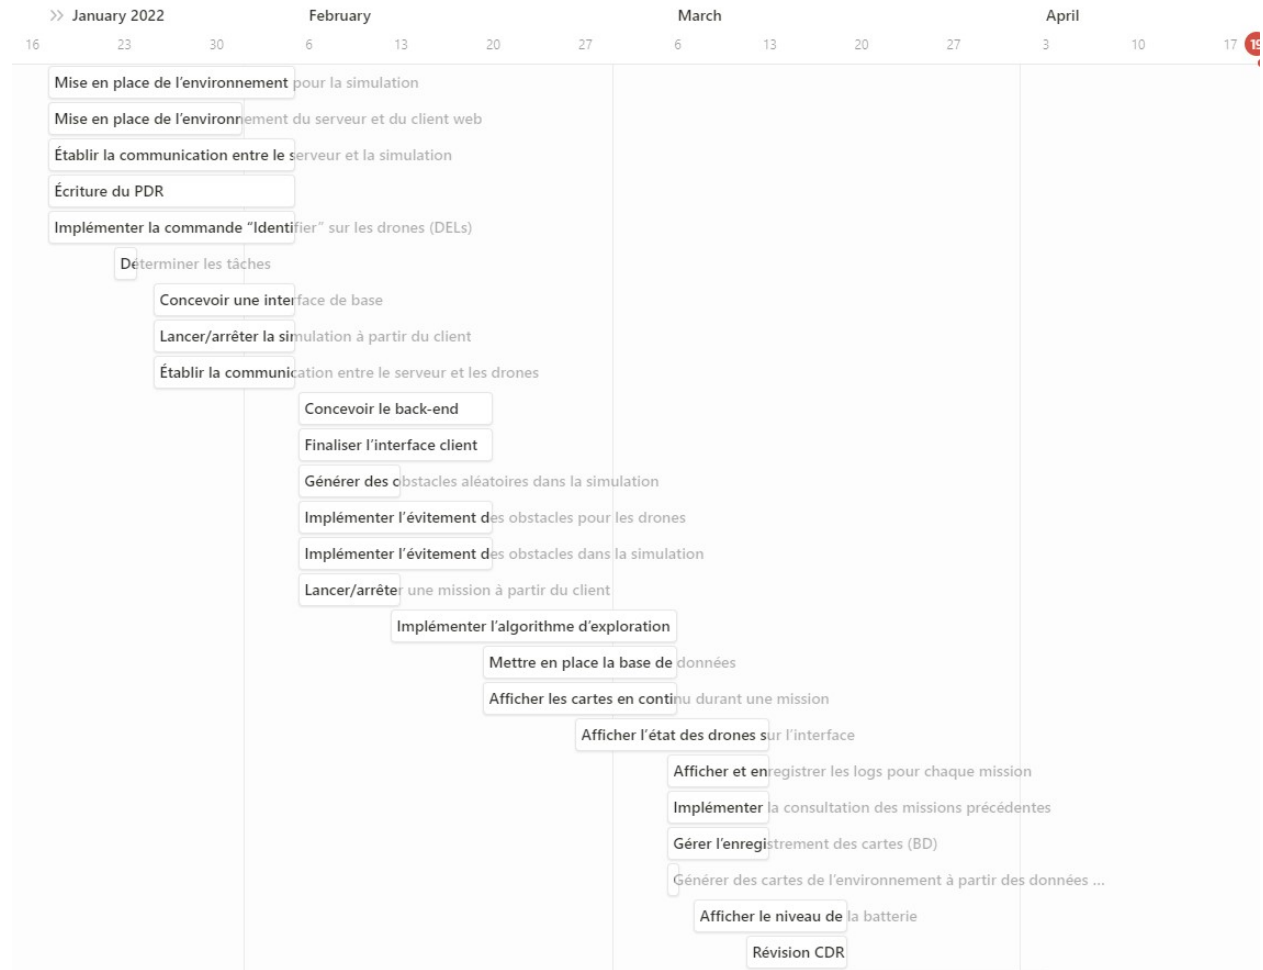 January 2022 February March April
16 23 30 6 13 20 27 6 13 20 27 3 10 17 19
Mise en place de l'environnement pour la simulation
Mise en place de l'environnement du serveur et du client web
Établir la communication entre le serveur et la simulation
Écriture du PDR
Implémenter la commande “Identifier” sur les drones (DELs)
Déterminer les tâches
Concevoir une interface de base
Lancer/arrêter la simulation à partir du client
Établir la communication entre le serveur et les drones
Concevoir le back-end
Finaliser l'interface client
Générer des obstacles aléatoires dans la simulation
Implémenter l'évitement des obstacles pour les drones
Implémenter l'évitement des obstacles dans la simulation
Lancer/arrêter une mission à partir du client
Implémenter l'algorithme d'exploration
Mettre en place la base de données
Afficher les cartes en continu durant une mission
Afficher l'état des drones sur l'interface
Afficher et enregistrer les logs pour chaque mission
Implémenter la consultation des missions précédentes
Gérer l'enregistrement des cartes (BD)
Générer des cartes de l'environnement à partir des données ...
Afficher le niveau de la batterie
Révision CDR